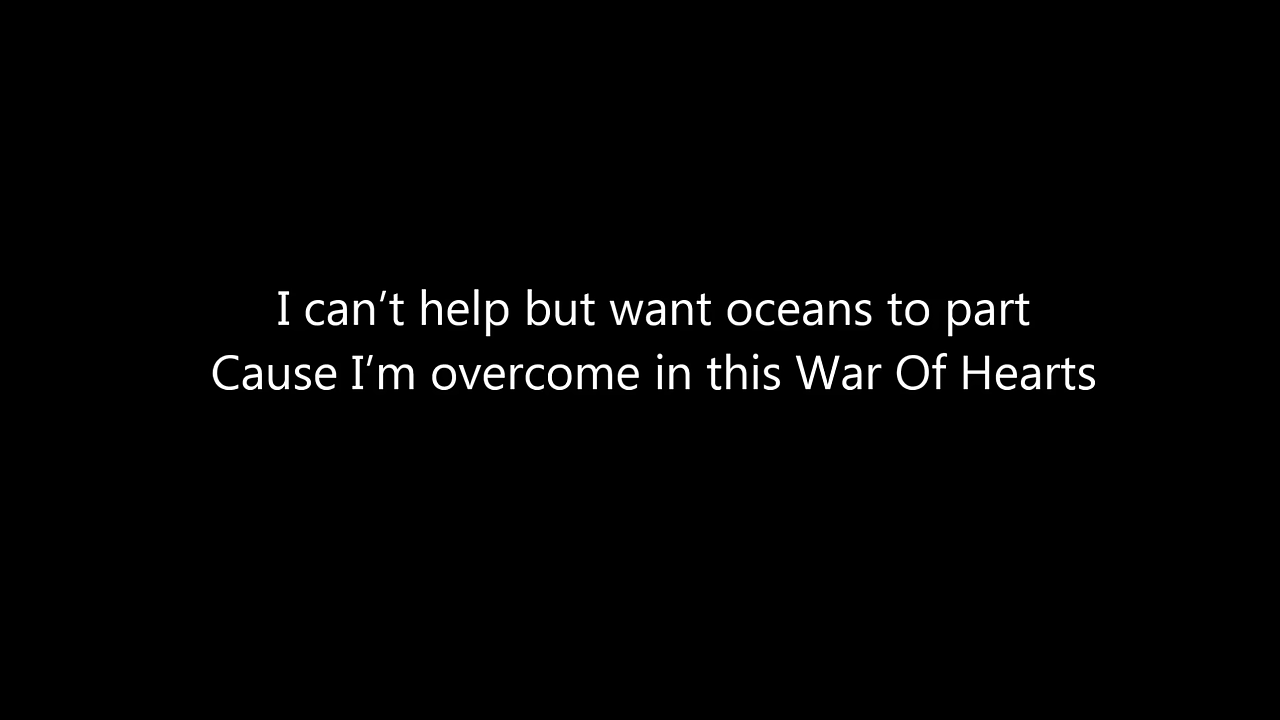 I can’t help but want oceans to part
Cause I’m overcome in this War Of Hearts